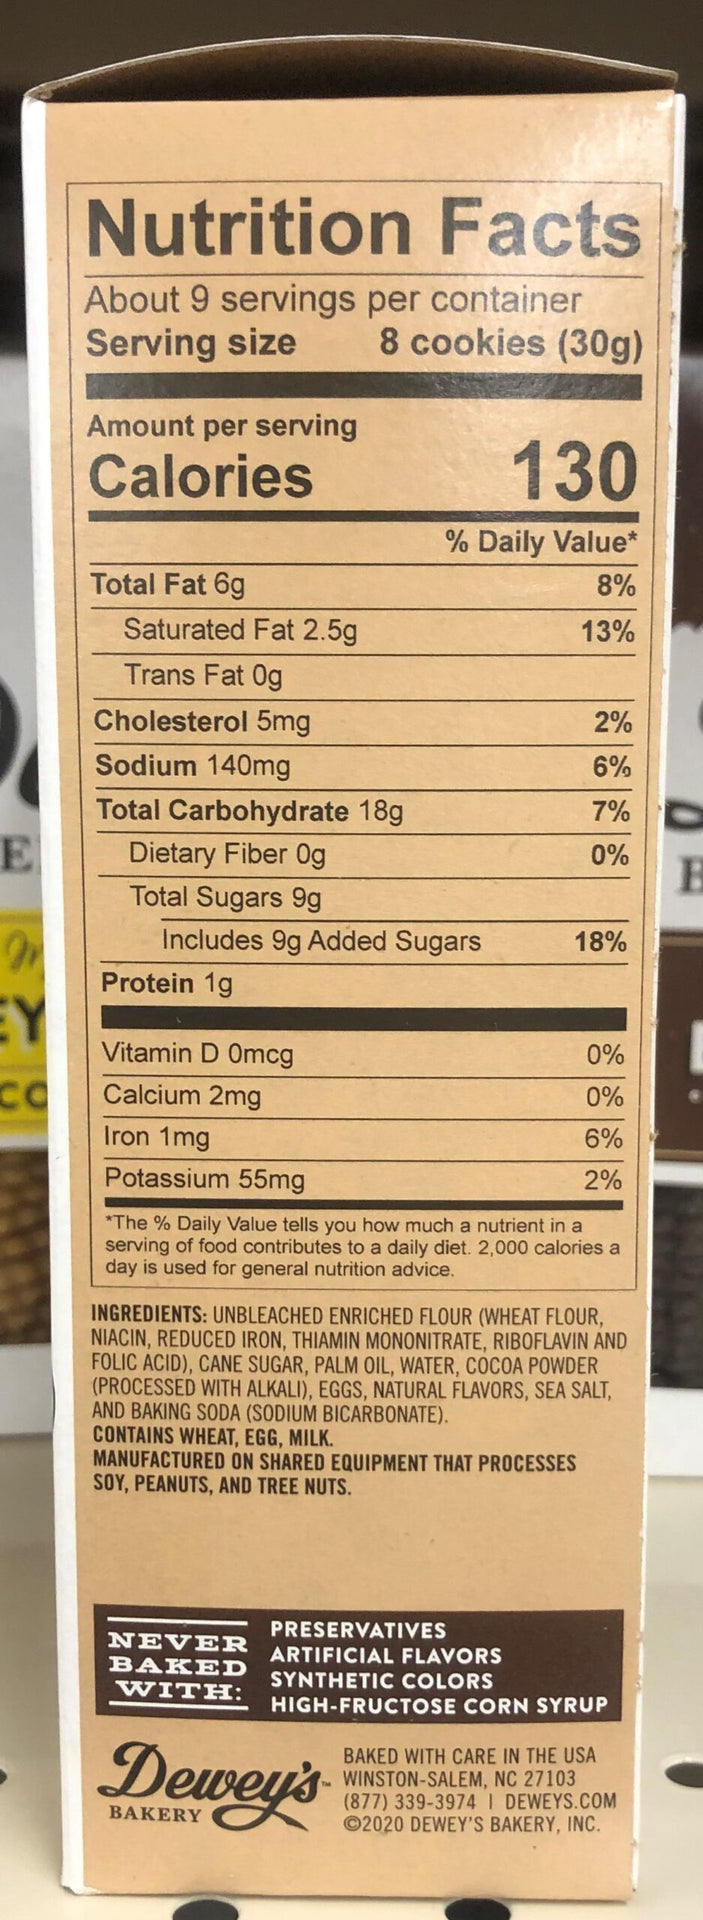 Nutrition Facts
About 9 servings per container
Serving size 8 cookies (30g)
Amount per serving
Calories 130
% Daily Value*
Total Fat 6g 8%
Saturated Fat 2.5g 13%
Trans Fat 0g
Cholesterol 5mg 2%
Sodium 140mg 6%
Total Carbohydrate 18g 7%
Dietary Fiber 0g 0%
Total Sugars 9g
Includes 9g Added Sugars 18%
Protein 1g
Vitamin D 0mcg 0%
Calcium 2mg 0%
Iron 1mg 6%
Potassium 55mg 2%
*The % Daily Value tells you how much a nutrient in a
serving of food contributes to a daily diet. 2,000 calories a
day is used for general nutrition advice.
INGREDIENTS: UNBLEACHED ENRICHED FLOUR (WHEAT FLOUR,
NIACIN, REDUCED IRON, THIAMIN MONONITRATE, RIBOFLAVIN AND
FOLIC ACID), CANE SUGAR, PALM OIL, WATER, COCOA POWDER
(PROCESSED WITH ALKALI), EGGS, NATURAL FLAVORS, SEA SALT,
AND BAKING SODA (SODIUM BICARBONATE).
CONTAINS WHEAT, EGG, MILK.
MANUFACTURED ON SHARED EQUIPMENT THAT PROCESSES
SOY, PEANUTS, AND TREE NUTS.
NEVER
BAKED
WITH:
PRESERVATIVES
ARTIFICIAL FLAVORS
SYNTHETIC COLORS
HIGH-FRUCTOSE CORN SYRUP
Dewey's™
BAKERY
BAKED WITH CARE IN THE USA
WINSTON-SALEM, NC 27103
(877) 339-3974 | DEWEYS.COM
©2020 DEWEY'S BAKERY, INC.